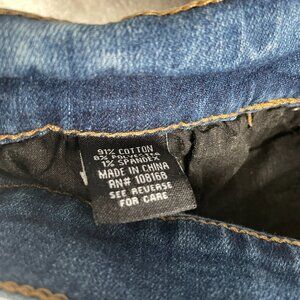 91% COTTON
8% POLYESTER
1% SPANDEX
MADE IN CHINA
RN# 108168
SEE REVERSE
FOR CARE